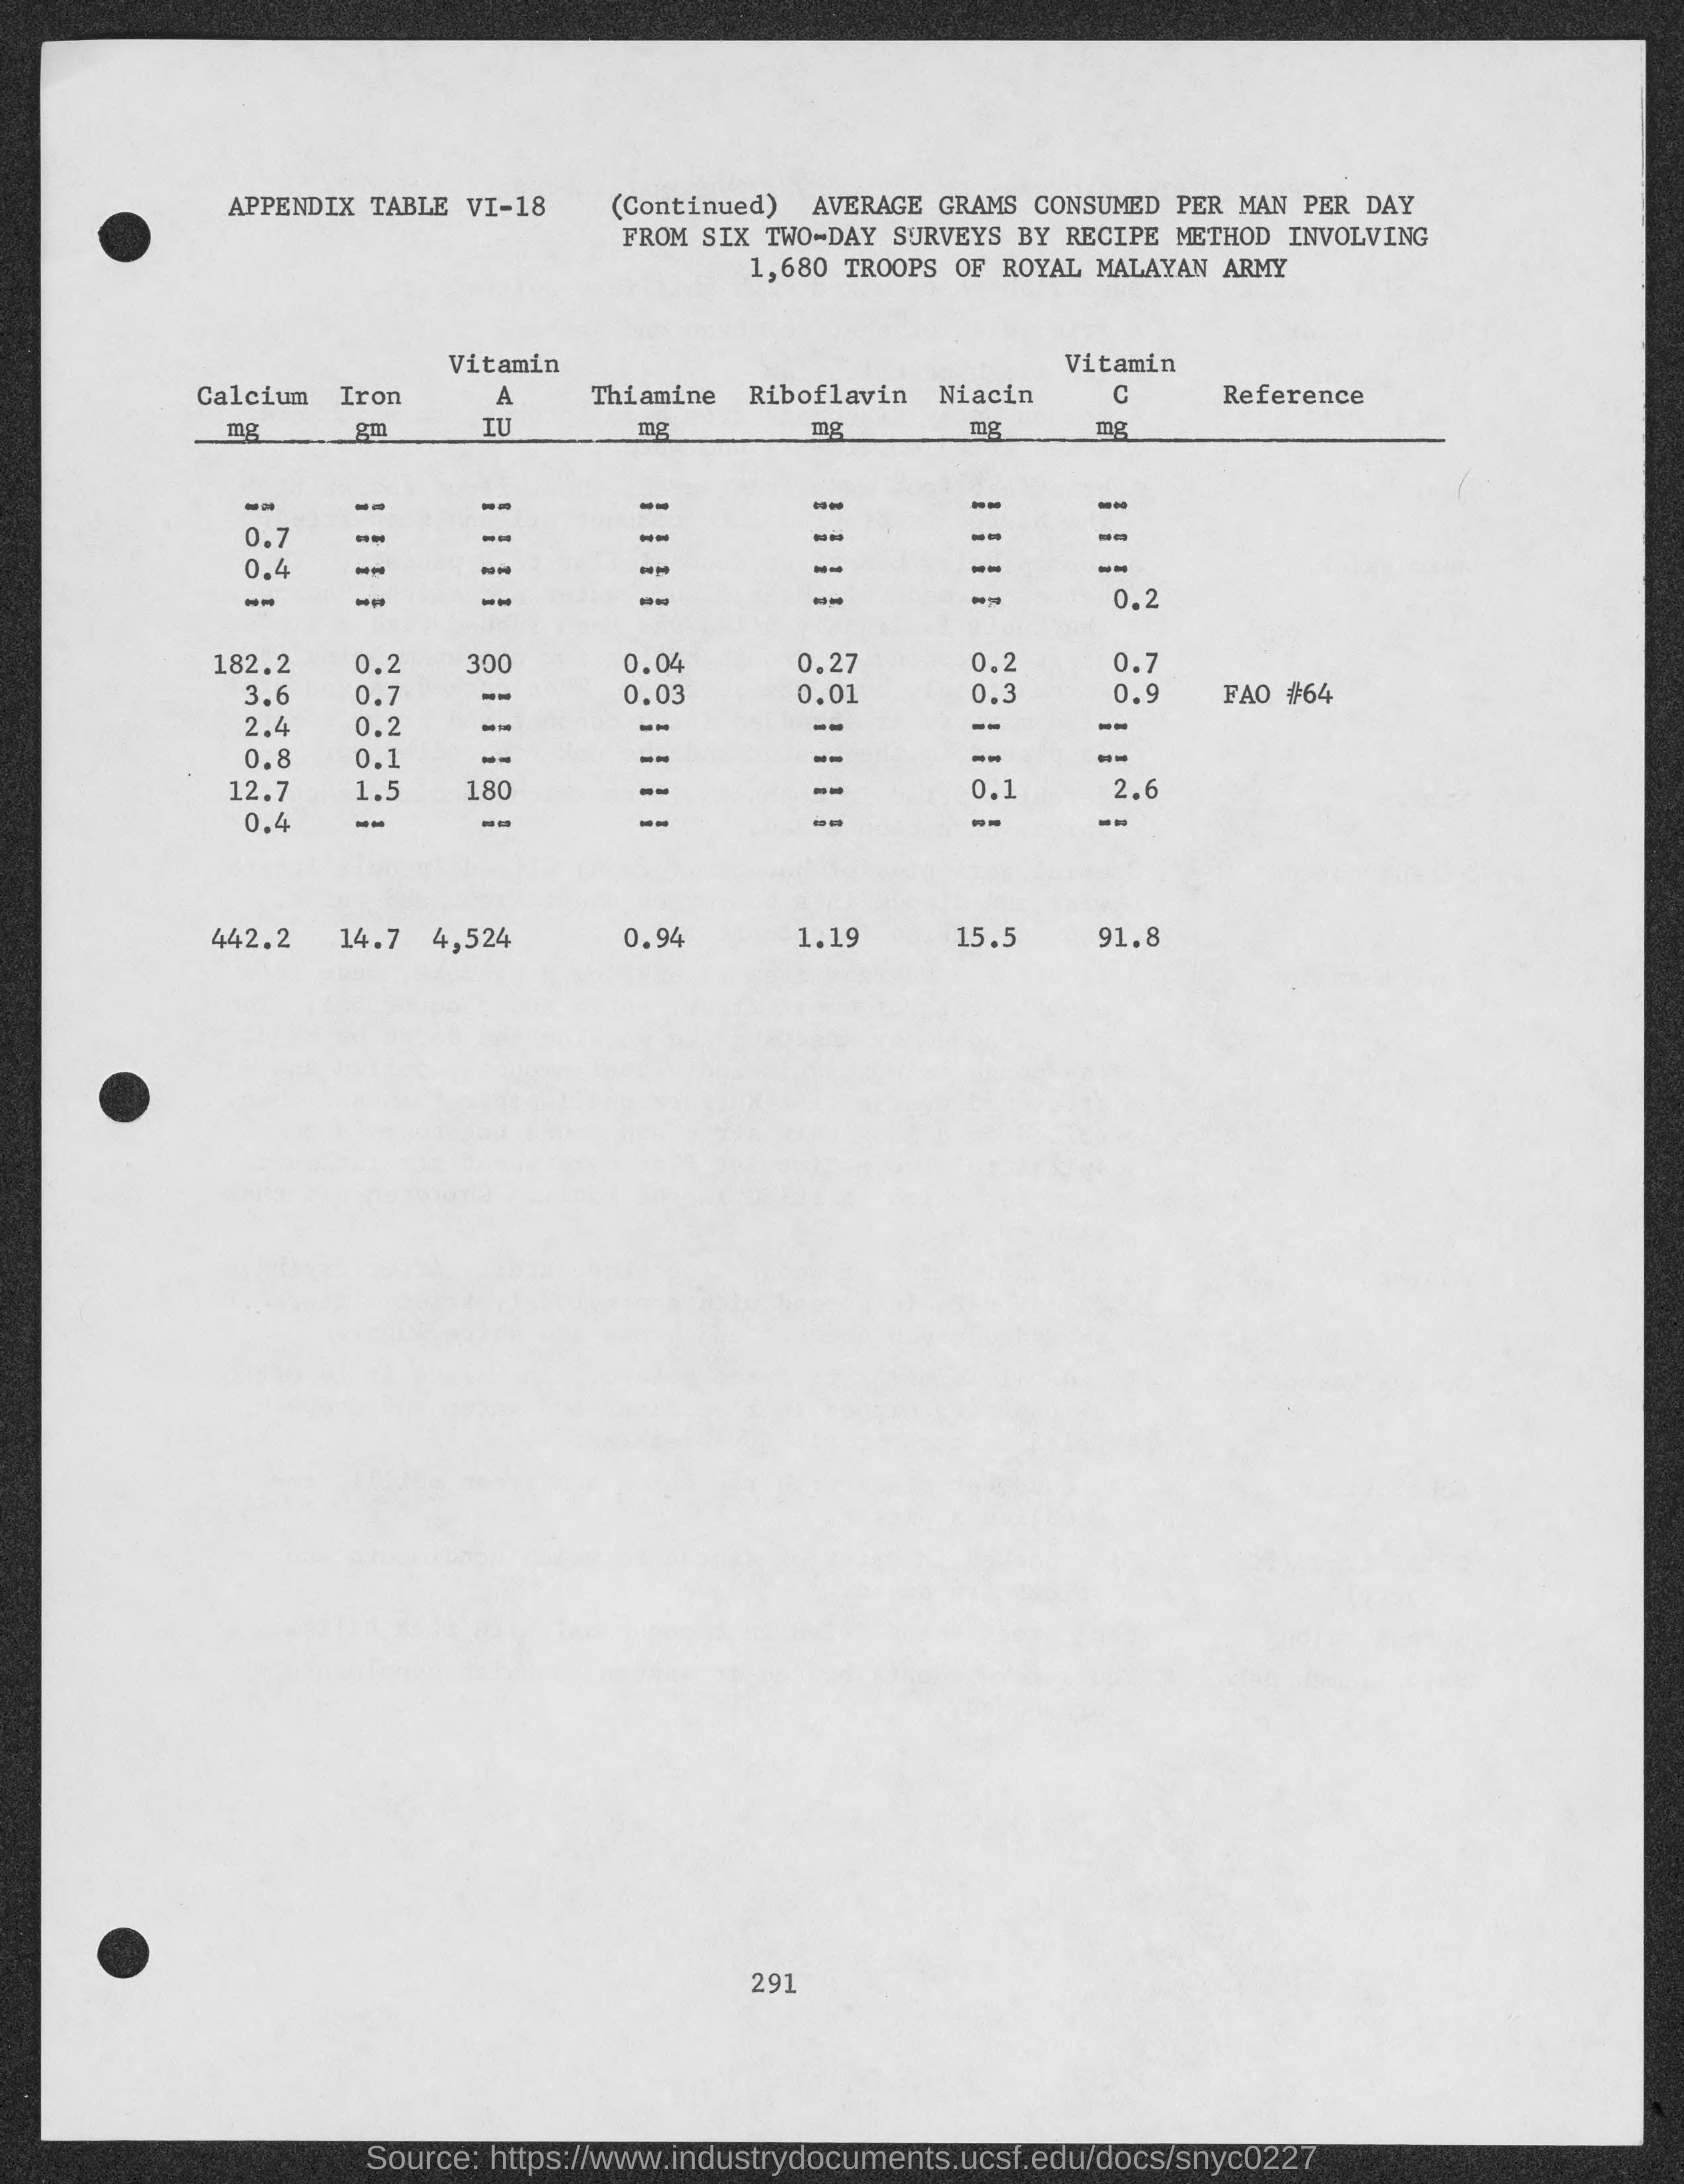 APPENDIX TABLE VI-18 (Continued) AVERAGE GRAMS CONSUMED PER MAN PER DAY
FROM SIX TWO-DAY SURVEYS BY RECIPE METHOD INVOLVING
1,680 TROOPS OF ROYAL MALAYAN ARMY
Vitamin Vitamin
Calcium Iron A Thiamine Riboflavin Niacin C Reference
mg gm IU mg mg mg mg
-- -- -- -- -- -- --
0.7 -- -- -- -- -- --
0.4 -- -- -- -- -- --
-- -- -- -- -- -- 0.2
182.2 0.2 300 0.04 0.27 0.2 0.7
3.6 0.7 -- 0.03 0.01 0.3 0.9 FAO #64
2.4 0.2 -- -- -- -- --
0.8 0.1 -- -- -- -- --
12.7 1.5 180 -- -- 0.1 2.6
0.4 -- -- -- -- -- --
442.2 14.7 4,524 0.94 1.19 15.5 91.8
291
Source: https://www.industrydocuments.ucsf.edu/docs/snyc0227